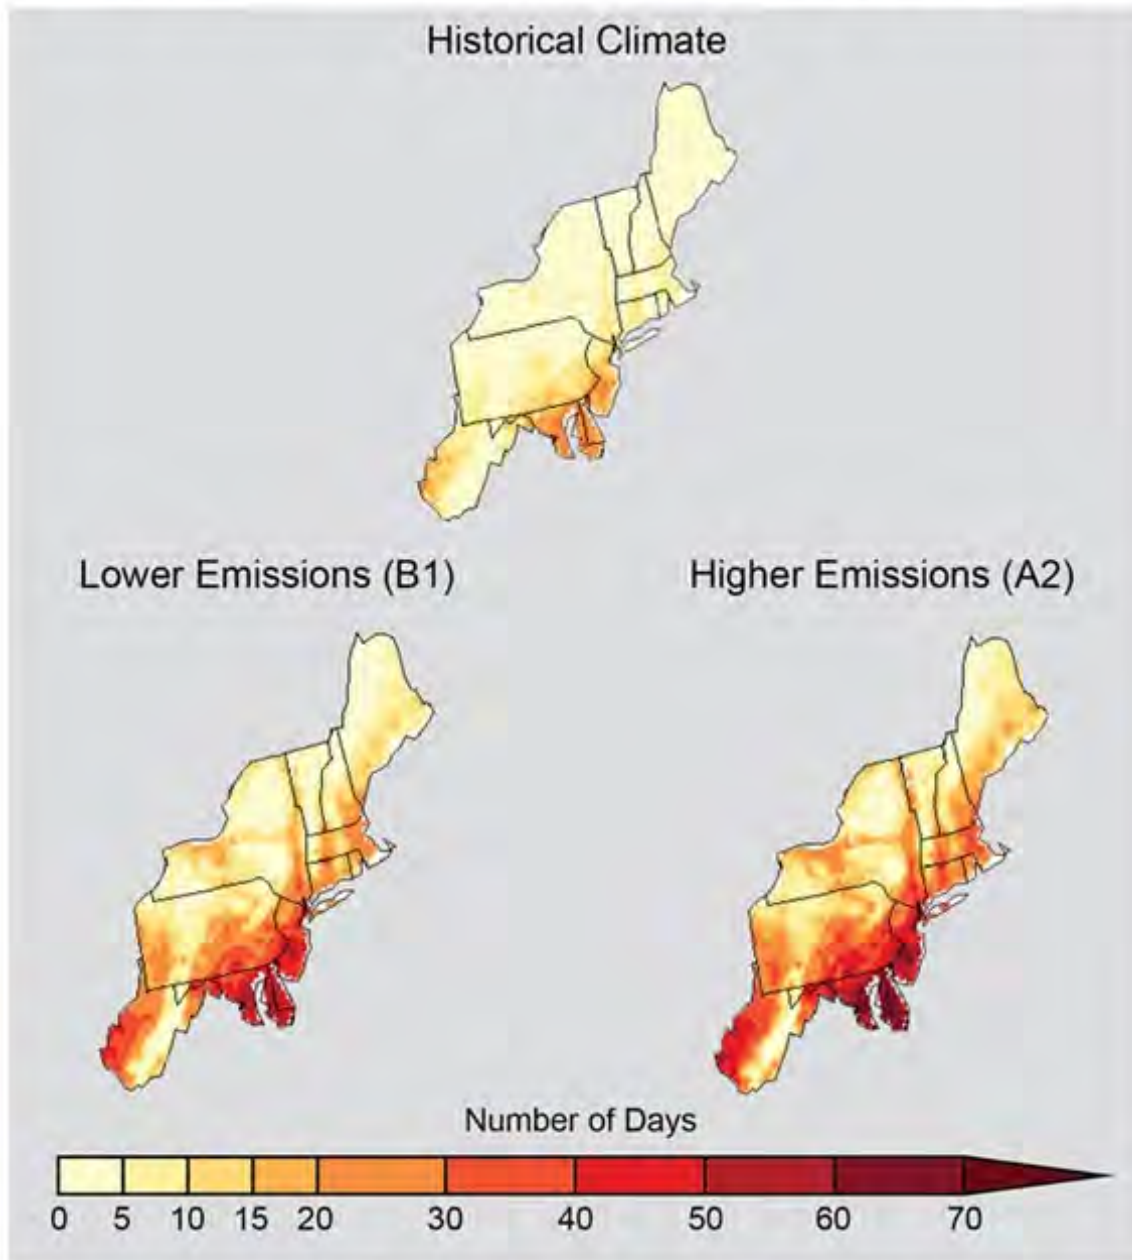 Historical Climate
Lower Emissions (B1)
Higher Emissions (A2)
Number of Days
0 5 10 15 20 30 40 50 60 70